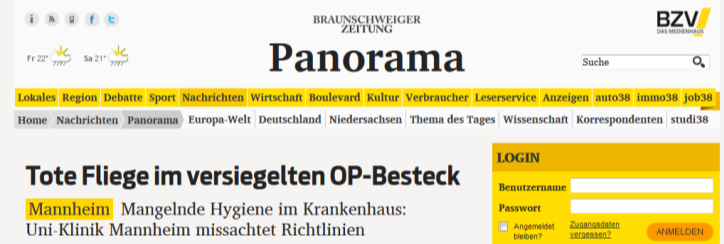 BRAUNSCHWEIGER
ZEITUNG
BZV
DAS MEDIENHAUS
Panorama
Fr 22° Sa 21°
Suche
Lokales Region Debatte Sport Nachrichten Wirtschaft Boulevard Kultur Verbraucher Leserservice Anzeigen auto38 immo38 job38
Home Nachrichten Panorama Europa-Welt Deutschland Niedersachsen Thema des Tages Wissenschaft Korrespondenten studi38
Tote Fliege im versiegelten OP-Besteck
Mannheim Mangelnde Hygiene im Krankenhaus:
Uni-Klinik Mannheim missachtet Richtlinien
LOGIN
Benutzername
Passwort
Angemeldet
bleiben?
Zugangsdaten
vergessen?
ANMELDEN